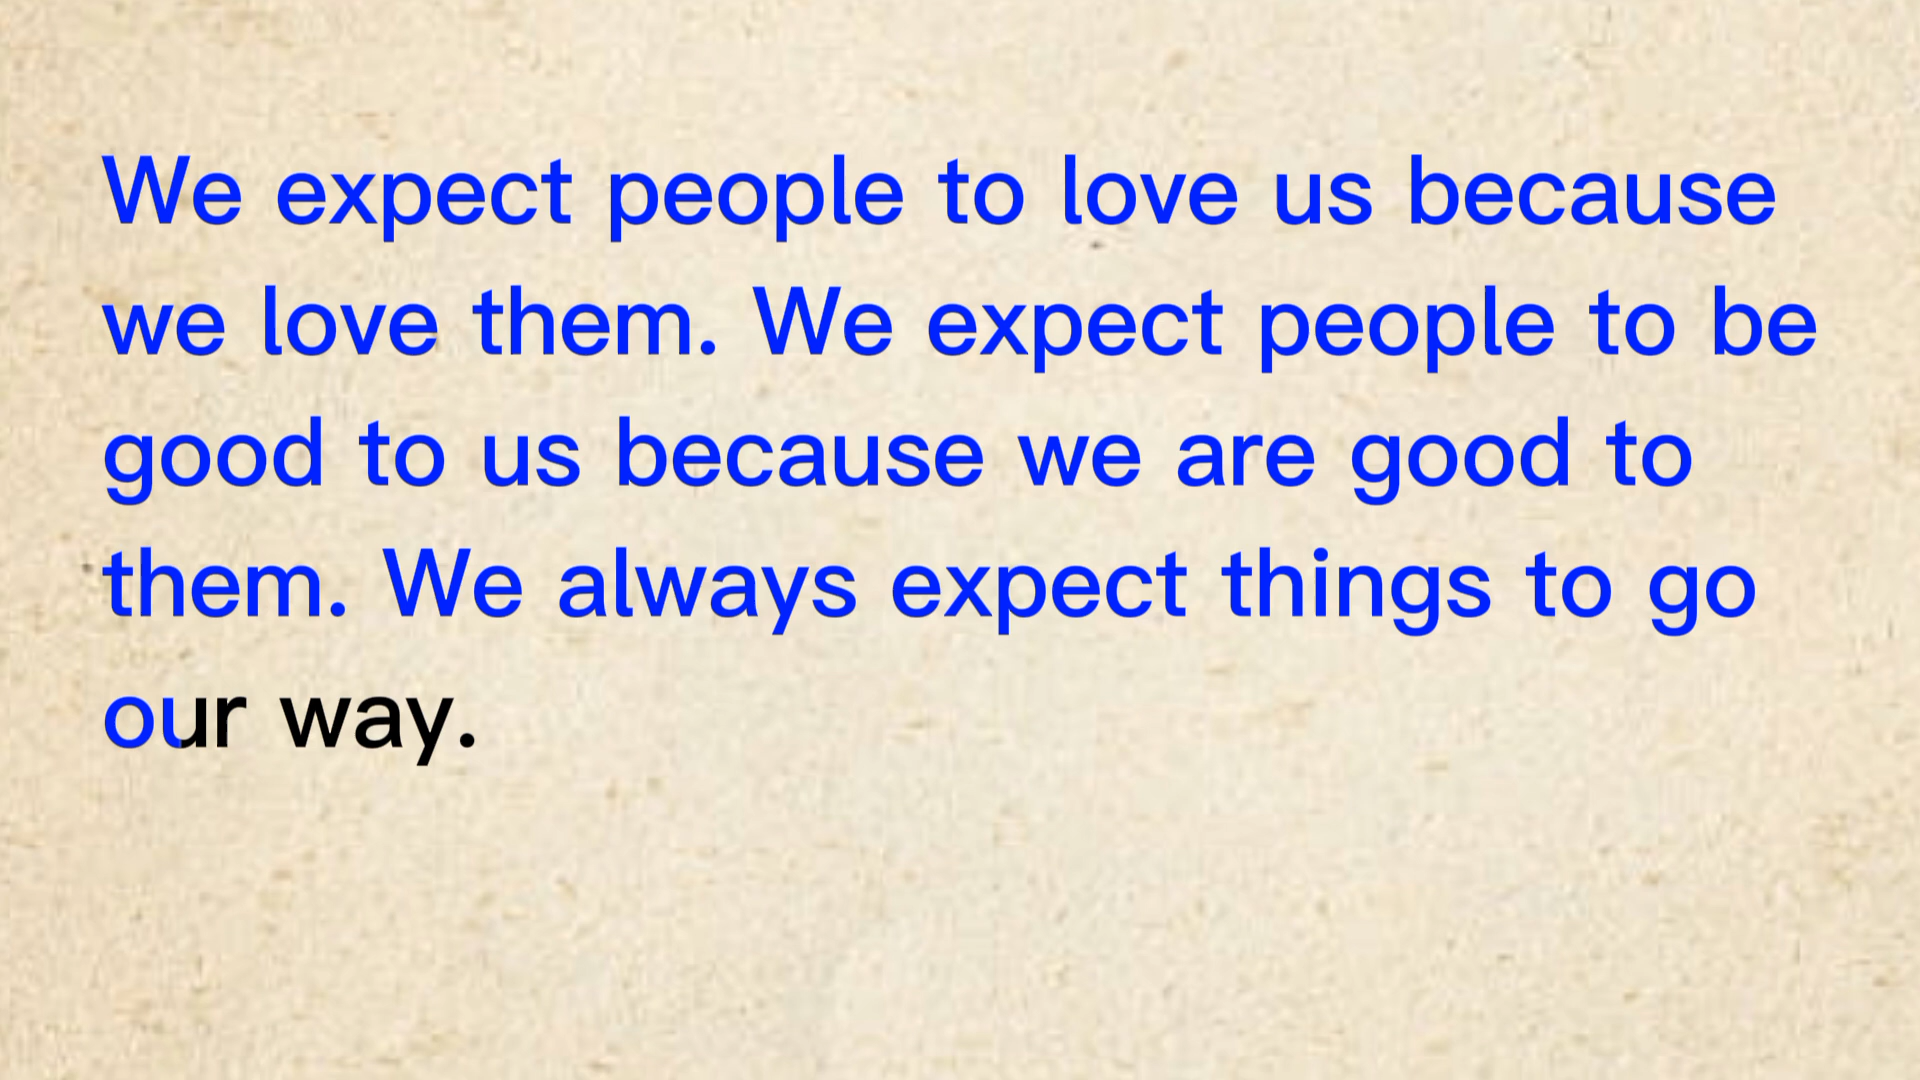 We expect people to love us because
we love them. We expect people to be
good to us because we are good to
them. We always expect things to go
our way.